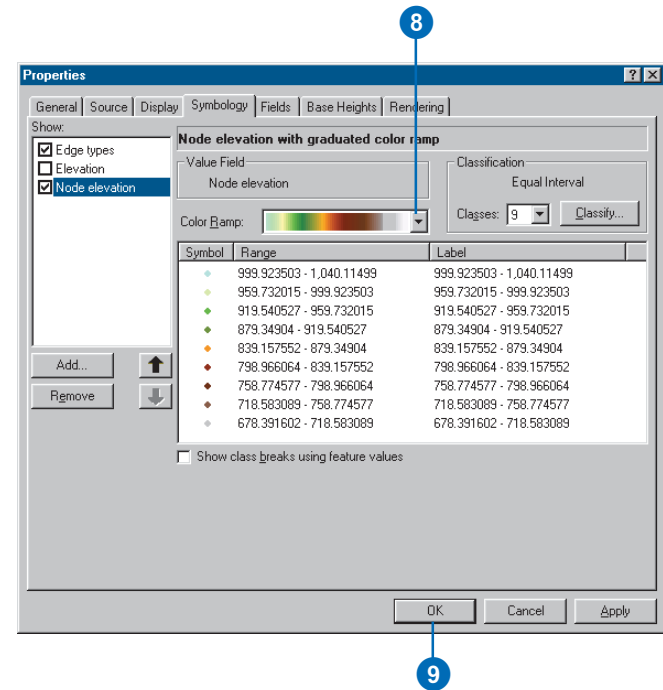 8
Properties
General Source Display Symbology Fields Base Heights Rendering
Show:
Edge types
Elevation
Node elevation
Add...
Remove
Node elevation with graduated color ramp
Value Field
Node elevation
Classification
Equal Interval
Classes: 9 Classify...
Color Ramp:
Symbol Range Label
999.923503 - 1,040.11499 999.923503 - 1,040.11499
959.732015 - 999.923503 959.732015 - 999.923503
919.540527 - 959.732015 919.540527 - 959.732015
879.34904 - 919.540527 879.34904 - 919.540527
839.157552 - 879.34904 839.157552 - 879.34904
798.966064 - 839.157552 798.966064 - 839.157552
758.774577 - 798.966064 758.774577 - 798.966064
718.583089 - 758.774577 718.583089 - 758.774577
678.391602 - 718.583089 678.391602 - 718.583089
Show class breaks using feature values
OK Cancel Apply
9